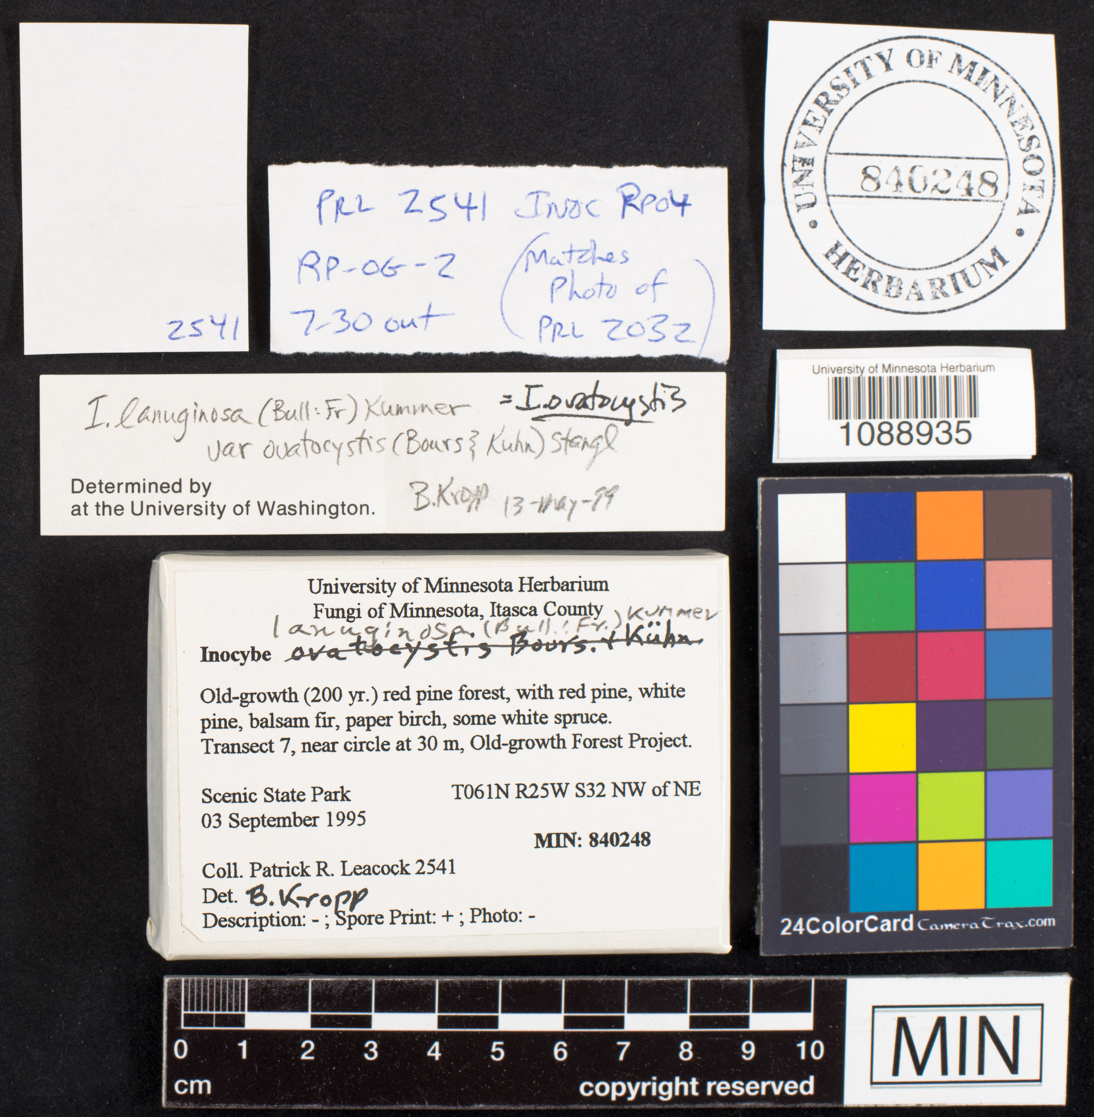 2541
PRL 2541 Inoc RP04
RP-OG-2
7-30 out
(Matches
Photo of
PRL 2032)
UNIVERSITY OF MINNESOTA
840248
• HERBARIUM •
University of Minnesota Herbarium
1088935
I. lanuginosa (Bull: Fr) Kummer = I. ovatocystis
var ovatocystis (Bours & Kuhn) Stangl
Determined by
at the University of Washington.
B. Kropp 13-May-99
University of Minnesota Herbarium
Fungi of Minnesota, Itasca County
lanuginosa. (Bull.: Fr.) Kummer
Inocybe ovatocystis Bours. & Kühn.
Old-growth (200 yr.) red pine forest, with red pine, white
pine, balsam fir, paper birch, some white spruce.
Transect 7, near circle at 30 m, Old-growth Forest Project.
Scenic State Park T061N R25W S32 NW of NE
03 September 1995
MIN: 840248
Coll. Patrick R. Leacock 2541
Det. B. Kropp
Description: - ; Spore Print: + ; Photo: -
24ColorCard CameraTrax.com
0 1 2 3 4 5 6 7 8 9 10
cm copyright reserved
MIN